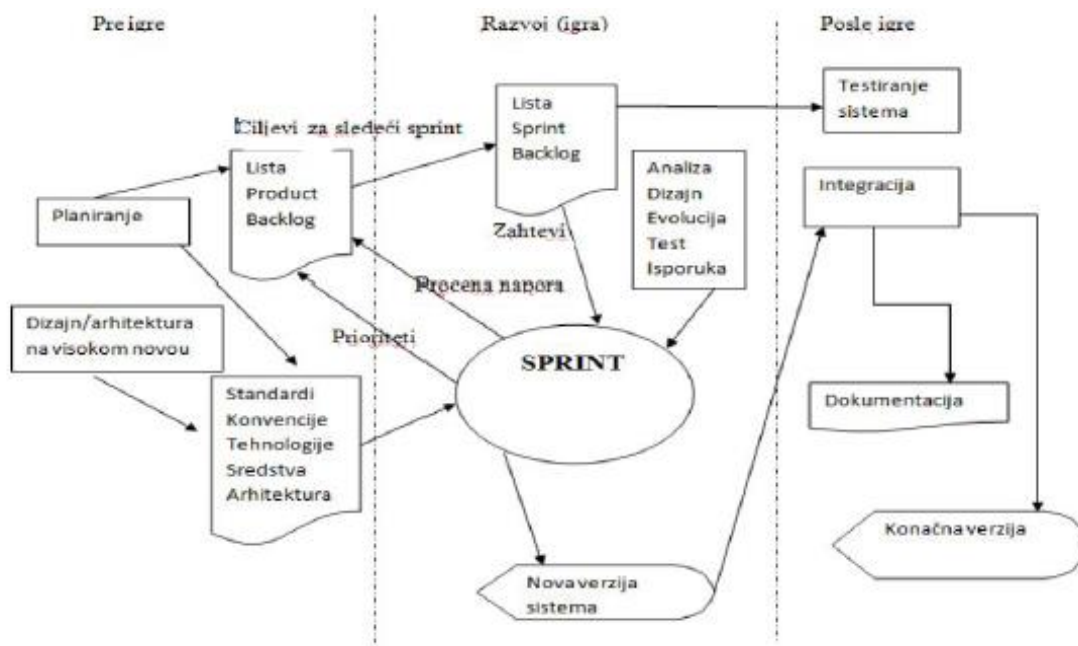 Pre igre
Razvoj (igra)
Posle igre
Ciljevi za sledeći sprint
Planiranje
Lista
Product
Backlog
Dizajn/arhitektura
na visokom novou
Standardi
Konvencije
Tehnologije
Sredstva
Arhitektura
Lista
Sprint
Backlog
Zahtevi
Procena napora
Prioriteti
Analiza
Dizajn
Evolucija
Test
Isporuka
SPRINT
Nova verzija
sistema
Testiranje
sistema
Integracija
Dokumentacija
Konačna verzija